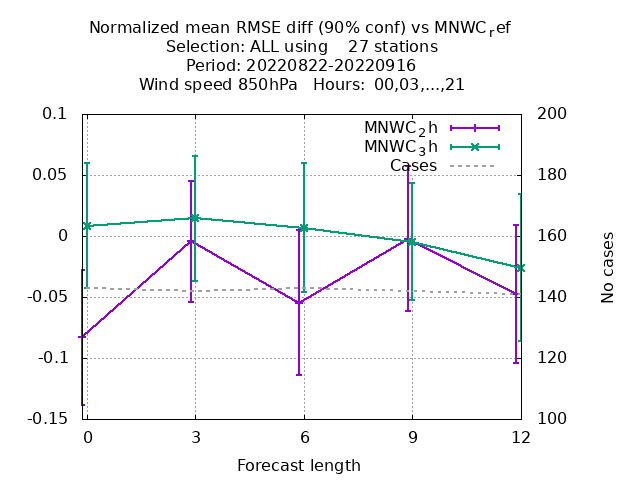 Normalized mean RMSE diff (90% conf) vs MNWC_ref
Selection: ALL using 27 stations
Period: 20220822-20220916
Wind speed 850hPa Hours: 00,03,...,21
0.1 200
MNWC_2h
MNWC_3h
Cases
0.05 180
0 160
-0.05 140
-0.1 120
-0.15 100
No cases
0 3 6 9 12
Forecast length